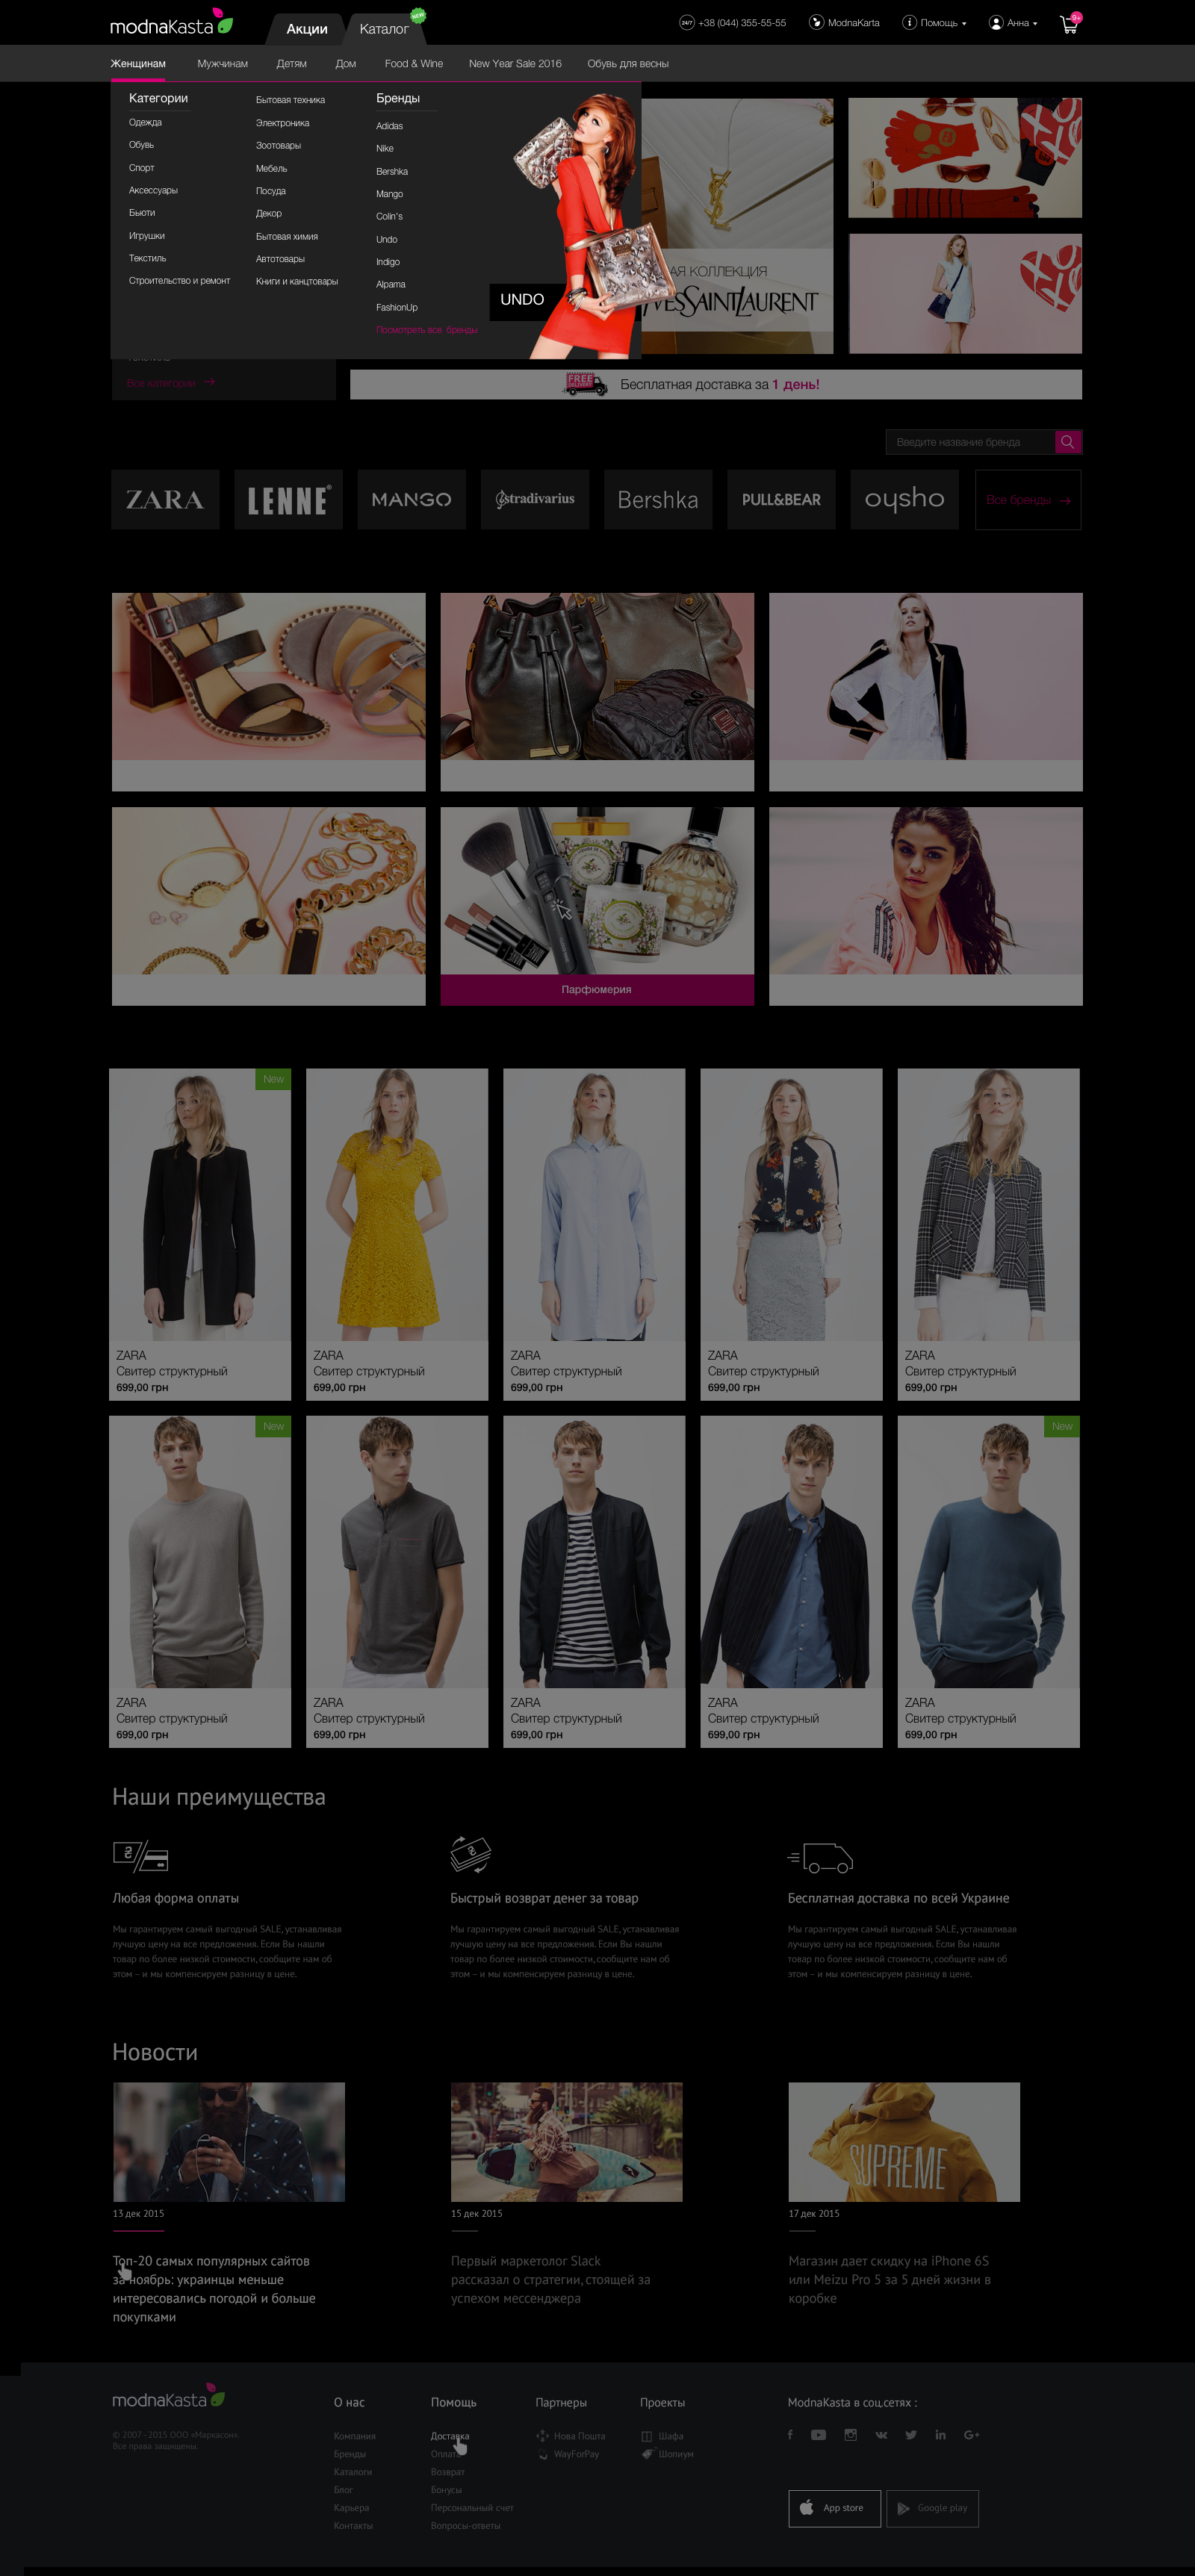 modnaKasta
Акции
Каталог
NEW
24/7 +38 (044) 355-55-55
ModnaKarta
Помощь
Анна
9+
Женщинам
Мужчинам
Детям
Дом
Food & Wine
New Year Sale 2016
Обувь для весны
Категории
Одежда
Обувь
Спорт
Аксессуары
Бьюти
Игрушки
Текстиль
Строительство и ремонт
Бытовая техника
Электроника
Зоотовары
Мебель
Посуда
Декор
Бытовая химия
Автотовары
Книги и канцтовары
Бренды
Adidas
Nike
Bershka
Mango
Colin's
Undo
Indigo
Alpama
FashionUp
Посмотреть все бренды
UNDO
АЯ КОЛЛЕКЦИЯ
VESSAINTLAURENT
Все категории
FREE DELIVERY
Бесплатная доставка за 1 день!
Введите название бренда
ZARA
LENNE®
MANGO
stradivarius
Bershka
PULL&BEAR
oysho
Все бренды
Парфюмерия
New
ZARA
Свитер структурный
699,00 грн
ZARA
Свитер структурный
699,00 грн
ZARA
Свитер структурный
699,00 грн
ZARA
Свитер структурный
699,00 грн
ZARA
Свитер структурный
699,00 грн
New
New
ZARA
Свитер структурный
699,00 грн
ZARA
Свитер структурный
699,00 грн
ZARA
Свитер структурный
699,00 грн
ZARA
Свитер структурный
699,00 грн
ZARA
Свитер структурный
699,00 грн
Наши преимущества
Любая форма оплаты
Мы гарантируем самый выгодный SALE, устанавливая
лучшую цену на все предложения. Если Вы нашли
товар по более низкой стоимости, сообщите нам об
этом – и мы компенсируем разницу в цене.
Быстрый возврат денег за товар
Мы гарантируем самый выгодный SALE, устанавливая
лучшую цену на все предложения. Если Вы нашли
товар по более низкой стоимости, сообщите нам об
этом – и мы компенсируем разницу в цене.
Бесплатная доставка по всей Украине
Мы гарантируем самый выгодный SALE, устанавливая
лучшую цену на все предложения. Если Вы нашли
товар по более низкой стоимости, сообщите нам об
этом – и мы компенсируем разницу в цене.
Новости
SUPREME
13 дек 2015
Топ-20 самых популярных сайтов
за ноябрь: украинцы меньше
интересовались погодой и больше
покупками
15 дек 2015
Первый маркетолог Slack
рассказал о стратегии, стоящей за
успехом мессенджера
17 дек 2015
Магазин дает скидку на iPhone 6S
или Meizu Pro 5 за 5 дней жизни в
коробке
modnaKasta
© 2007 - 2015 ООО «Маркасон».
Все права защищены.
О нас
Компания
Бренды
Каталоги
Блог
Карьера
Контакты
Помощь
Доставка
Оплата
Возврат
Бонусы
Персональный счет
Вопросы-ответы
Партнеры
Нова Пошта
WayForPay
Проекты
Шафа
Шопиум
ModnaKasta в соц.сетях :
App store
Google play